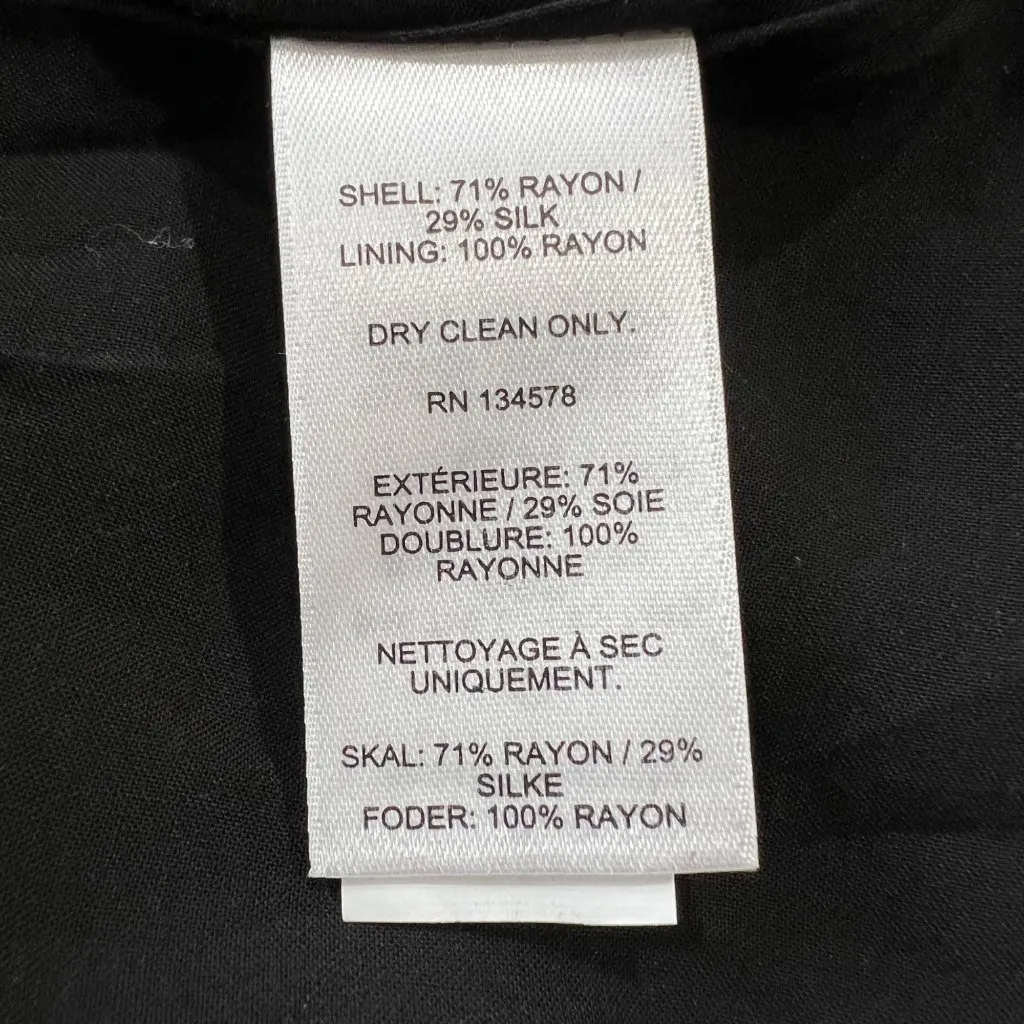 SHELL: 71% RAYON /
29% SILK
LINING: 100% RAYON
DRY CLEAN ONLY.
RN 134578
EXTÉRIEURE: 71%
RAYONNE / 29% SOIE
DOUBLURE: 100%
RAYONNE
NETTOYAGE À SEC
UNIQUEMENT.
SKAL: 71% RAYON / 29%
SILKE
FODER: 100% RAYON